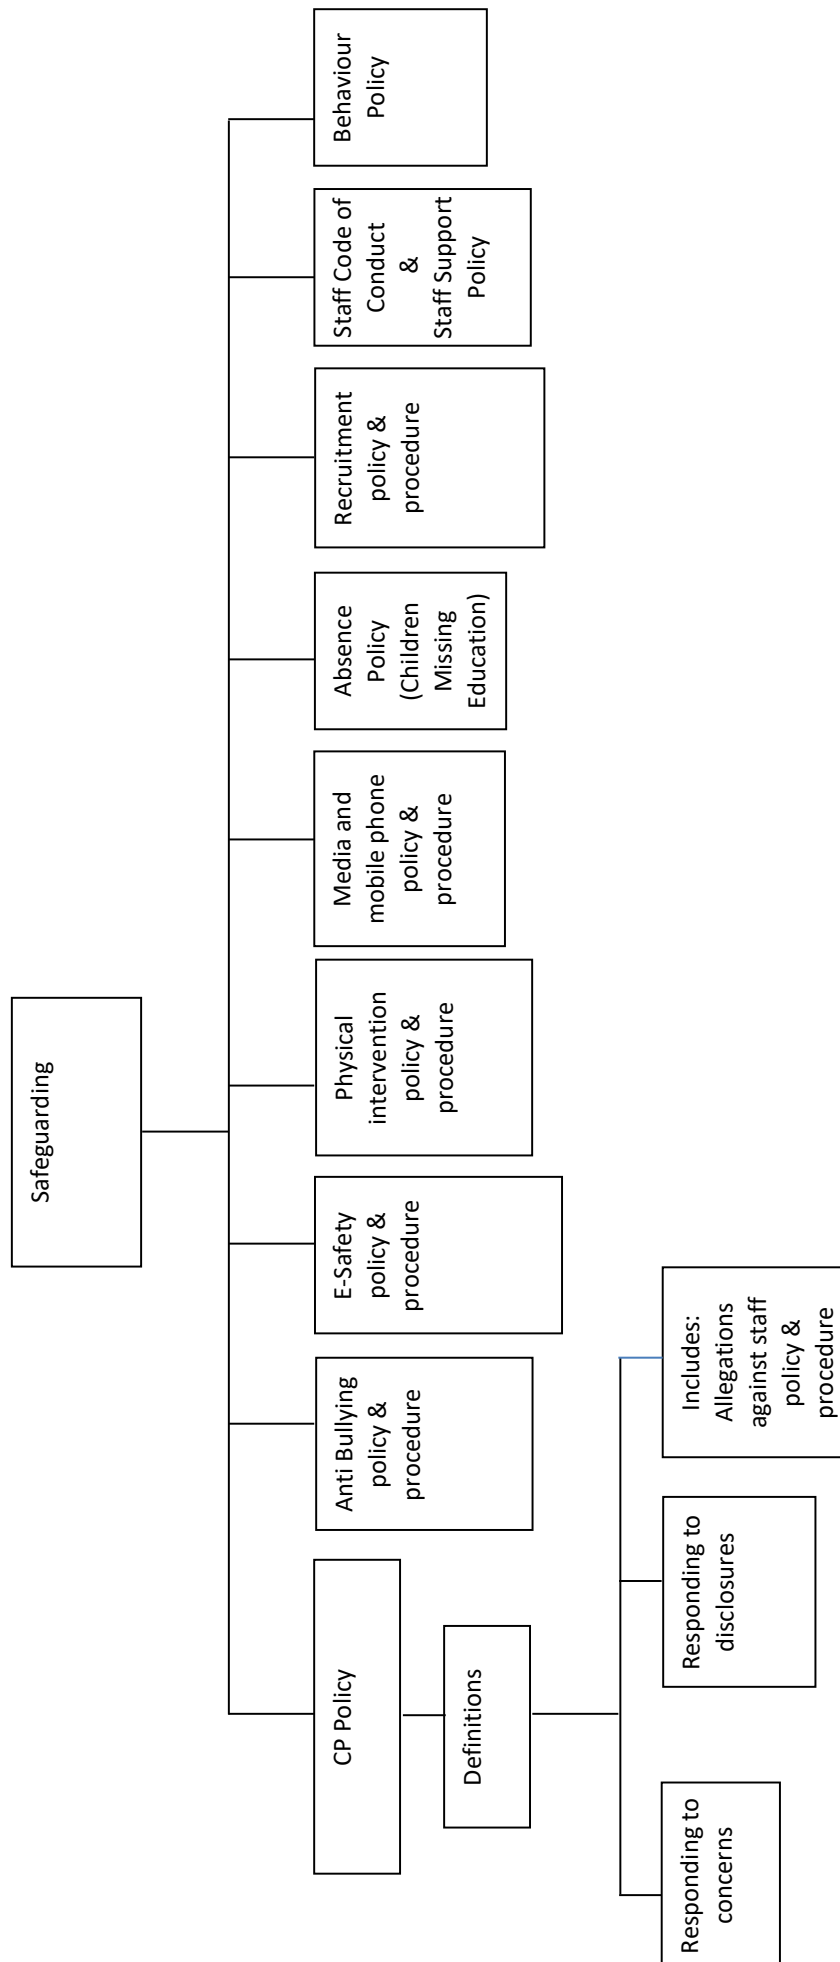 Safeguarding
CP Policy
Anti Bullying
policy &
procedure
E-Safety
policy &
procedure
Physical
intervention
policy &
procedure
Media and
mobile phone
policy &
procedure
Absence
Policy
(Children
Missing
Education)
Recruitment
policy &
procedure
Staff Code of
Conduct
&
Staff Support
Policy
Behaviour
Policy
Definitions
Responding to
concerns
Responding to
disclosures
Includes:
Allegations
against staff
policy &
procedure